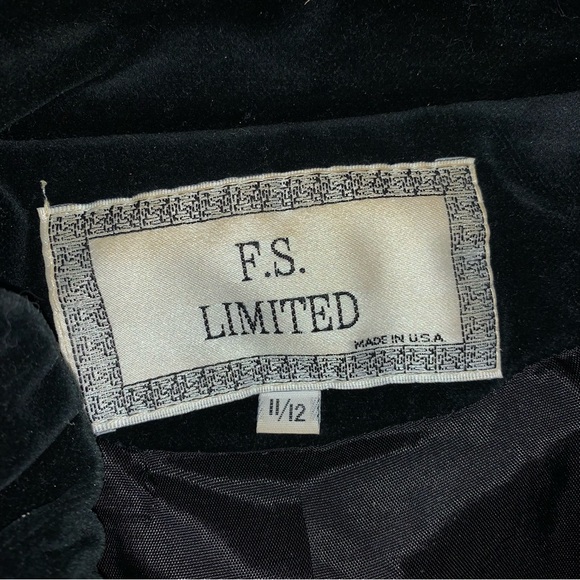 F.S.
LIMITED
MADE IN U.S.A.
11/12